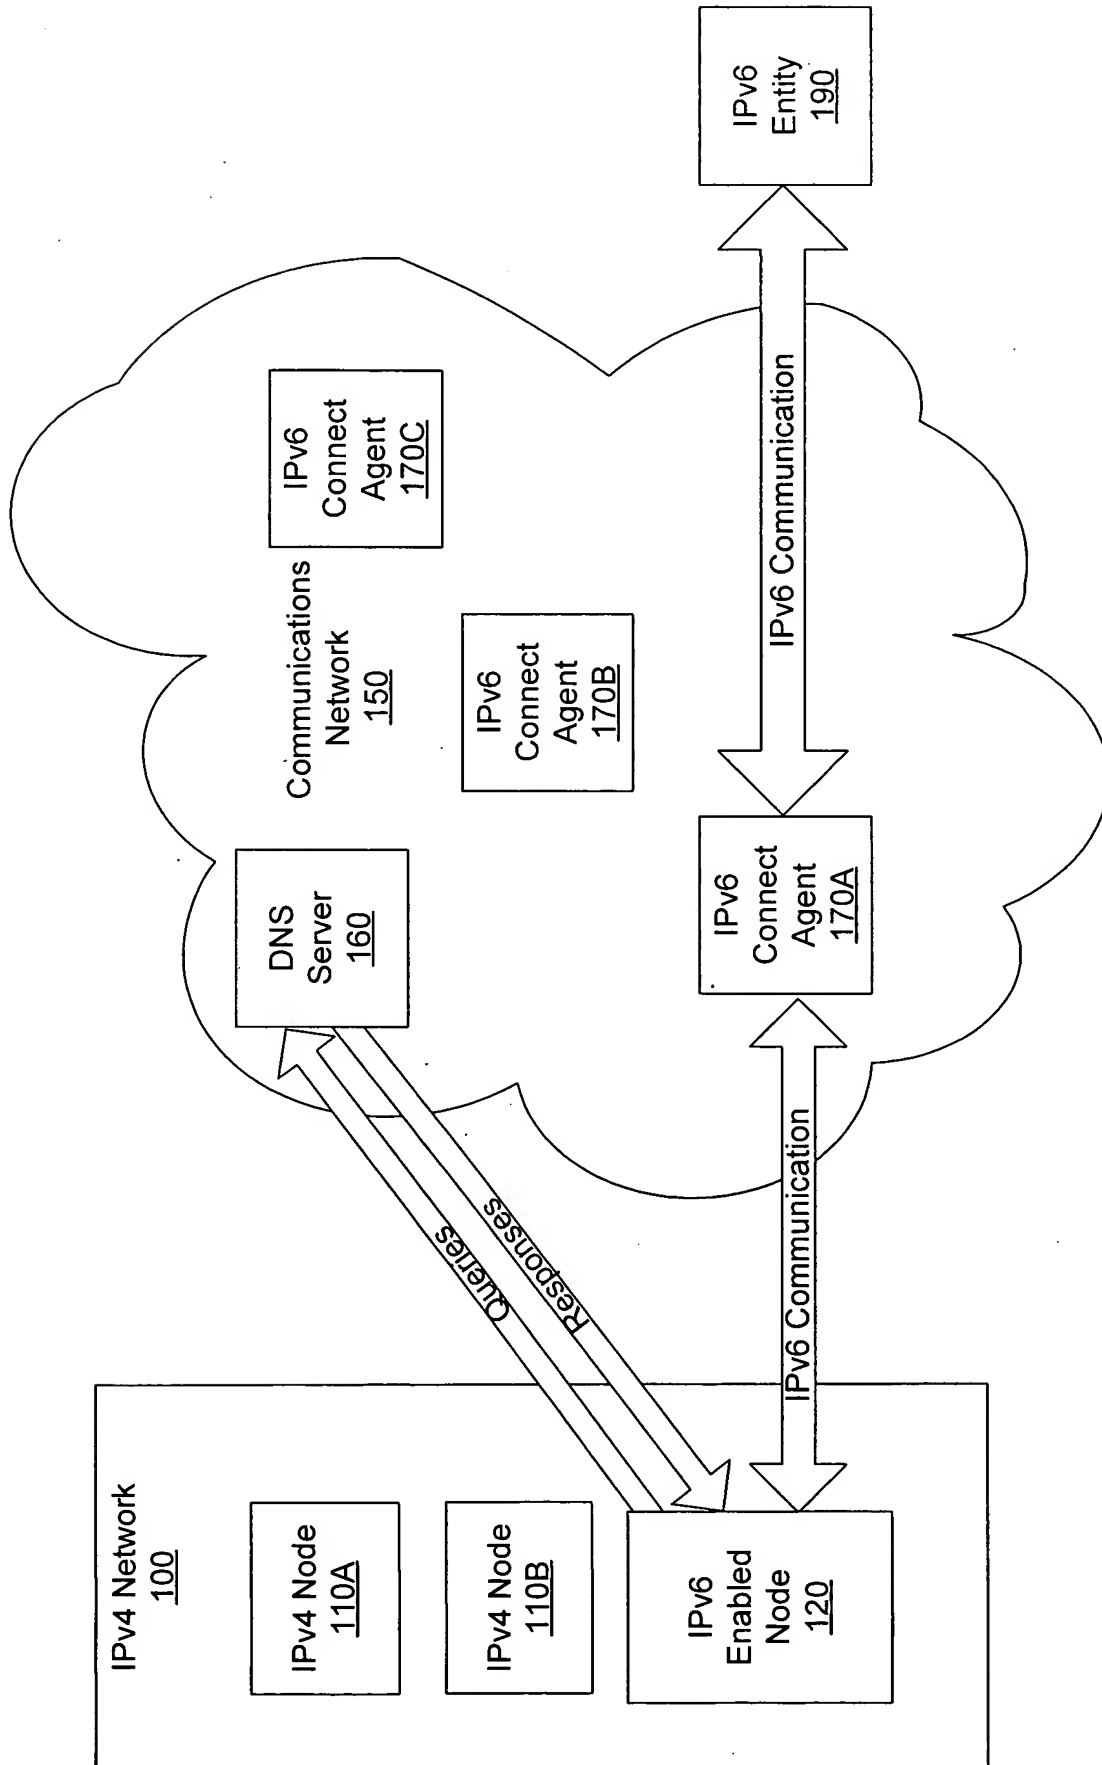 IPv4 Network
100
IPv4 Node
110A
IPv4 Node
110B
IPv6
Enabled
Node
120
Queries
Responses
IPv6 Communication
DNS
Server
160
Communications
Network
150
IPv6
Connect
Agent
170C
IPv6
Connect
Agent
170B
IPv6
Connect
Agent
170A
IPv6 Communication
IPv6
Entity
190